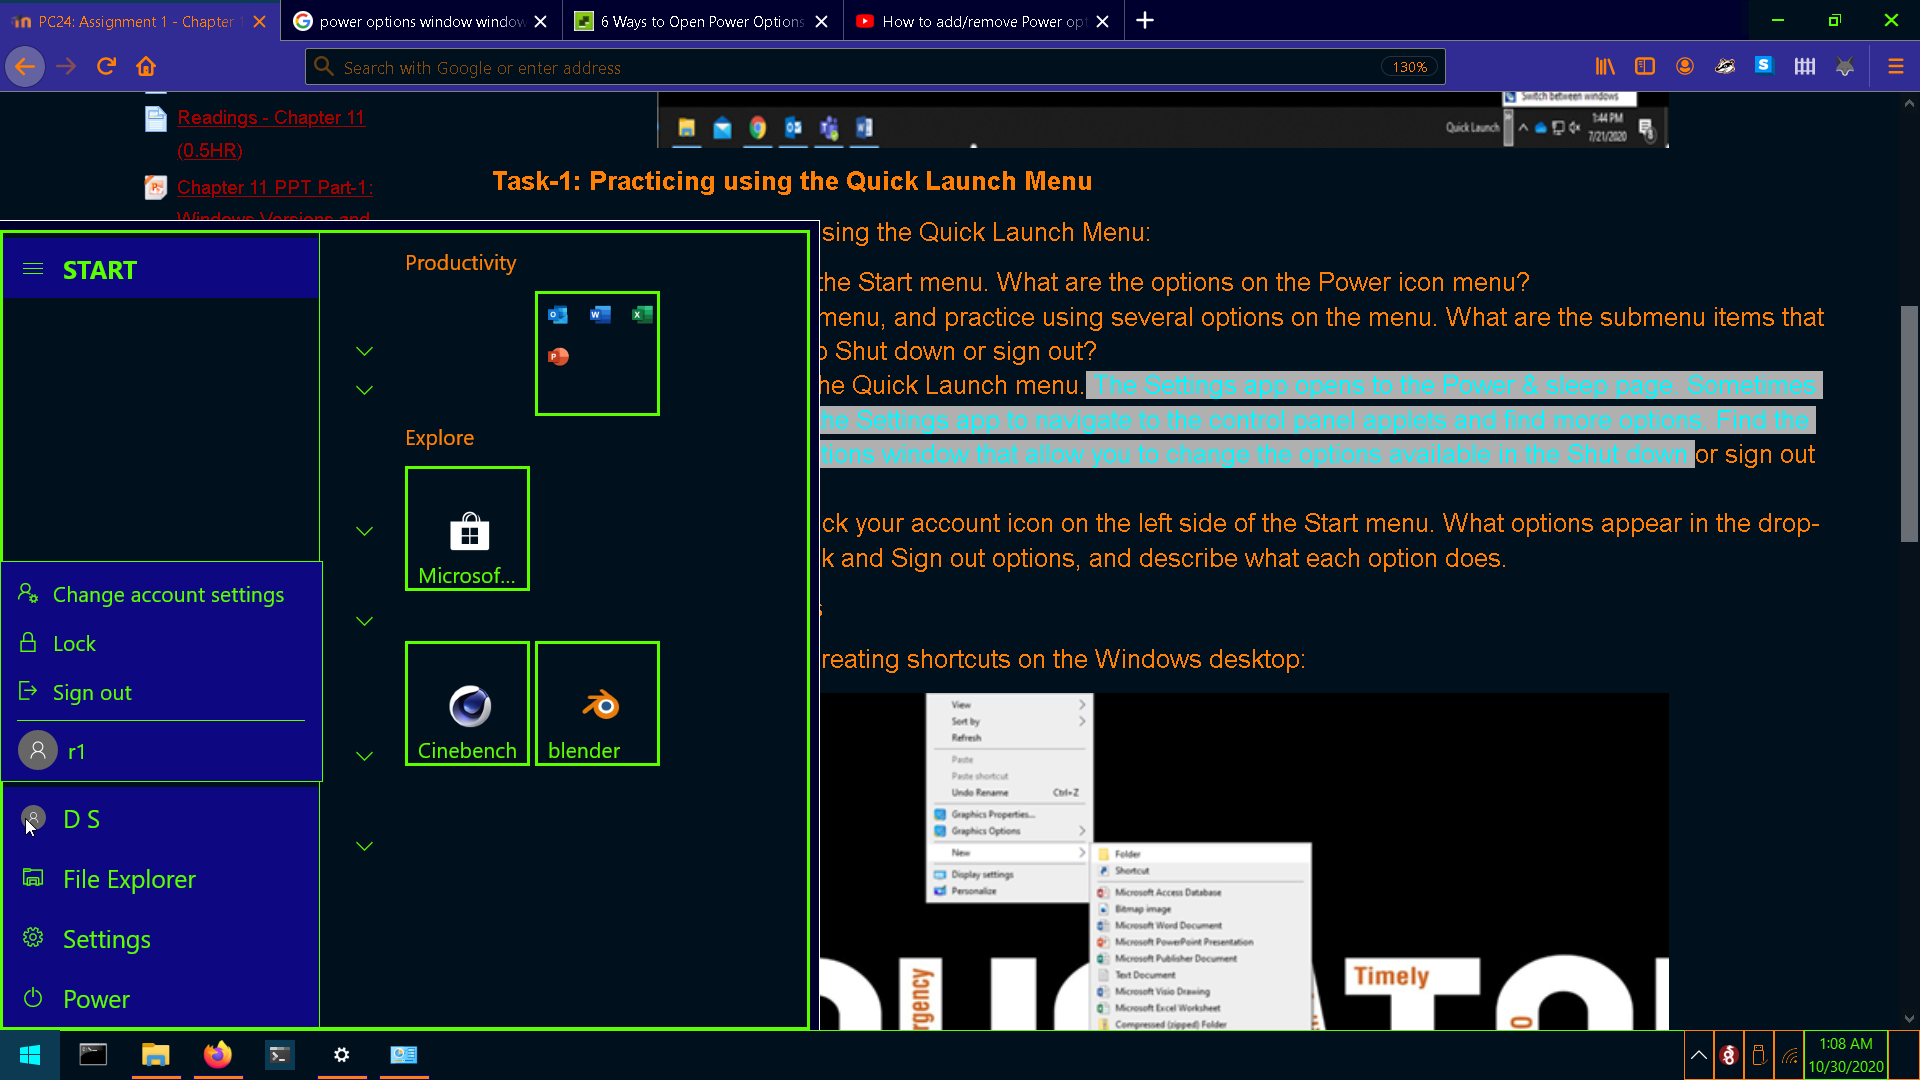 PC24: Assignment 1 - Chapter 1
power options window window
6 Ways to Open Power Options
How to add/remove Power opt
Search with Google or enter address
130%
Readings - Chapter 11
(0.5HR)
Chapter 11 PPT Part-1:
Windows Versions and
Switch between windows
Quick Launch
1:44 PM
7/21/2020
Task-1: Practicing using the Quick Launch Menu
sing the Quick Launch Menu:
the Start menu. What are the options on the Power icon menu?
menu, and practice using several options on the menu. What are the submenu items that
Shut down or sign out?
he Quick Launch menu. The Settings app opens to the Power & sleep page. Sometimes
the Settings app to navigate to the control panel applets and find more options. Find the
tions window that allow you to change the options available in the Shut down or sign out
ck your account icon on the left side of the Start menu. What options appear in the drop-
k and Sign out options, and describe what each option does.
s
reating shortcuts on the Windows desktop:
START
Productivity
Explore
Microsof...
Cinebench
blender
Change account settings
Lock
Sign out
r1
D S
File Explorer
Settings
Power
View
Sort by
Refresh
Paste
Paste shortcut
Undo Rename Ctrl+Z
Graphics Properties...
Graphics Options
New
Display settings
Personalize
Folder
Shortcut
Microsoft Access Database
Bitmap image
Microsoft Word Document
Microsoft PowerPoint Presentation
Microsoft Publisher Document
Text Document
Microsoft Visio Drawing
Microsoft Excel Worksheet
Compressed (zipped) Folder
rgency
Timely
1:08 AM
10/30/2020